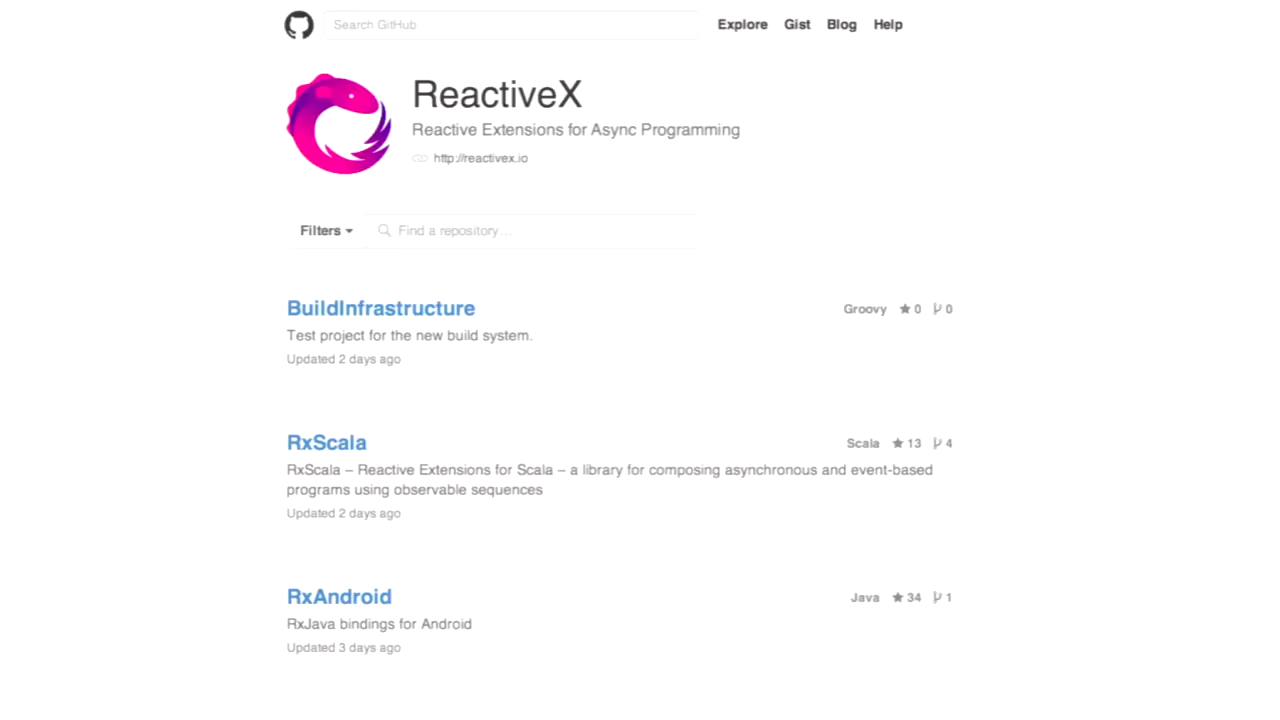 Search GitHub
Explore Gist Blog Help
ReactiveX
Reactive Extensions for Async Programming
http://reactivex.io
Filters
Find a repository…
BuildInfrastructure
Groovy 0 0
Test project for the new build system.
Updated 2 days ago
RxScala
Scala 13 4
RxScala – Reactive Extensions for Scala – a library for composing asynchronous and event-based
programs using observable sequences
Updated 2 days ago
RxAndroid
Java 34 1
RxJava bindings for Android
Updated 3 days ago